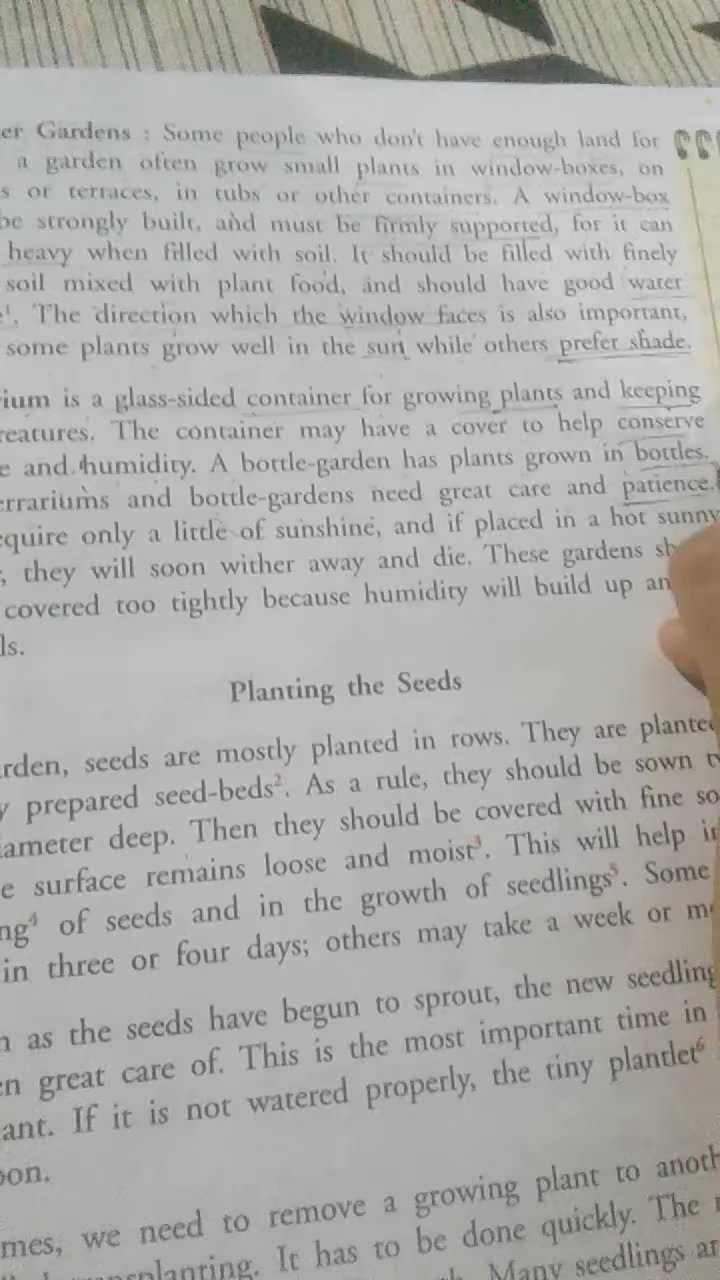 er Gardens : Some people who don't have enough land for
a garden often grow small plants in window-boxes, on
s or terraces, in tubs or other containers. A window-box
be strongly built, and must be firmly supported, for it can
heavy when filled with soil. It should be filled with finely
soil mixed with plant food, and should have good water
e¹. The direction which the window faces is also important,
some plants grow well in the sun while others prefer shade.
ium is a glass-sided container for growing plants and keeping
reatures. The container may have a cover to help conserve
e and humidity. A bottle-garden has plants grown in bottles.
errariums and bottle-gardens need great care and patience.
equire only a little of sunshine, and if placed in a hot sunny
, they will soon wither away and die. These gardens sh
covered too tightly because humidity will build up an
ls.
Planting the Seeds
rden, seeds are mostly planted in rows. They are plante
y prepared seed-beds². As a rule, they should be sown tw
iameter deep. Then they should be covered with fine so
e surface remains loose and moist³. This will help in
ng⁴ of seeds and in the growth of seedlings⁵. Some
in three or four days; others may take a week or mo
n as the seeds have begun to sprout, the new seedling
en great care of. This is the most important time in
ant. If it is not watered properly, the tiny plantlet⁶
oon.
mes, we need to remove a growing plant to anoth
transplanting. It has to be done quickly. The
Many seedlings ar